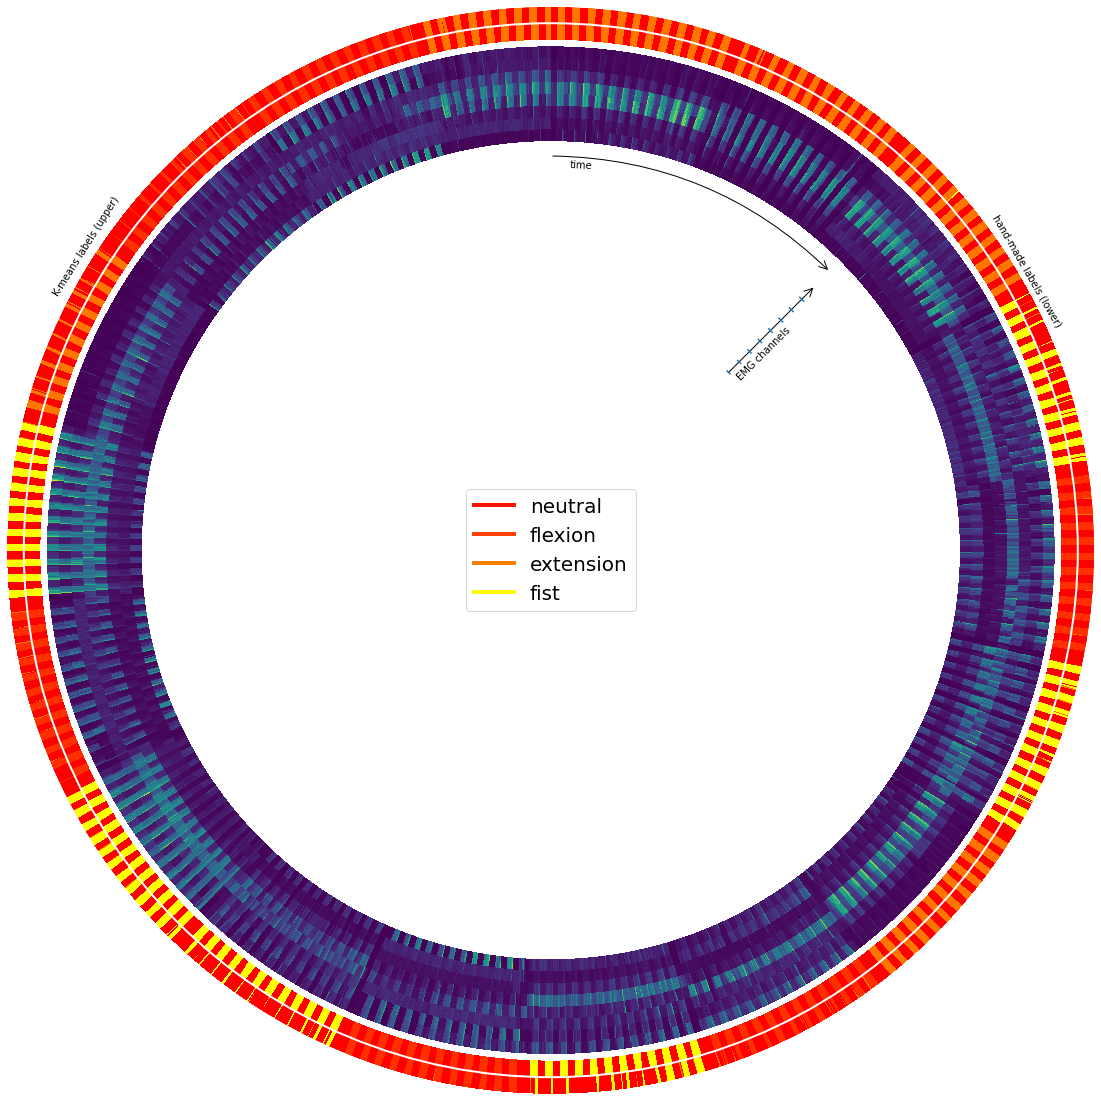 time
K-means labels (upper)
hand-made labels (lower)
EMG channels
neutral
flexion
extension
fist